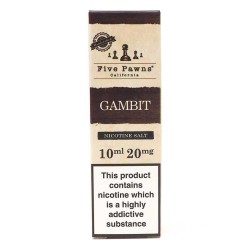 Five Pawns®
California
GAMBIT
NICOTINE SALT
10ml 20mg
This product
contains
nicotine which
is a highly
addictive
substance